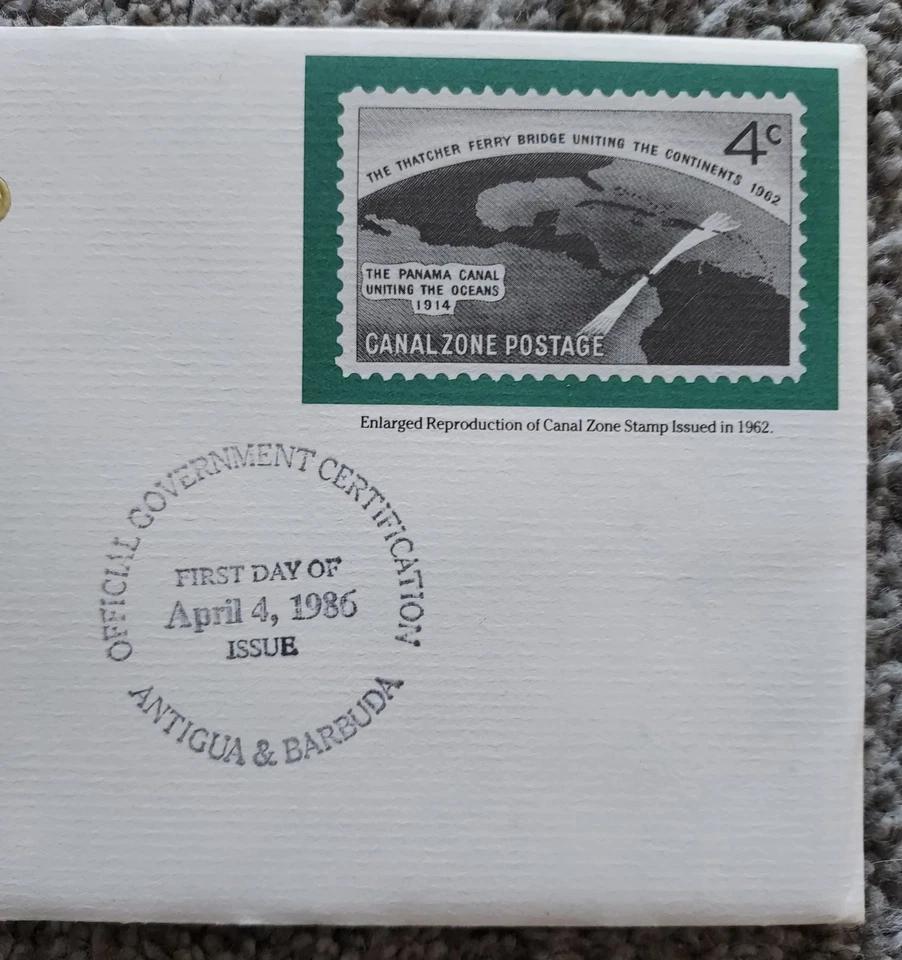 THE THATCHER FERRY BRIDGE UNITING THE CONTINENTS 1962
4c
THE PANAMA CANAL
UNITING THE OCEANS
1914
CANAL ZONE POSTAGE
Enlarged Reproduction of Canal Zone Stamp Issued in 1962.
OFFICIAL GOVERNMENT CERTIFICATION
FIRST DAY OF
April 4, 1986
ISSUE
ANTIGUA & BARBUDA